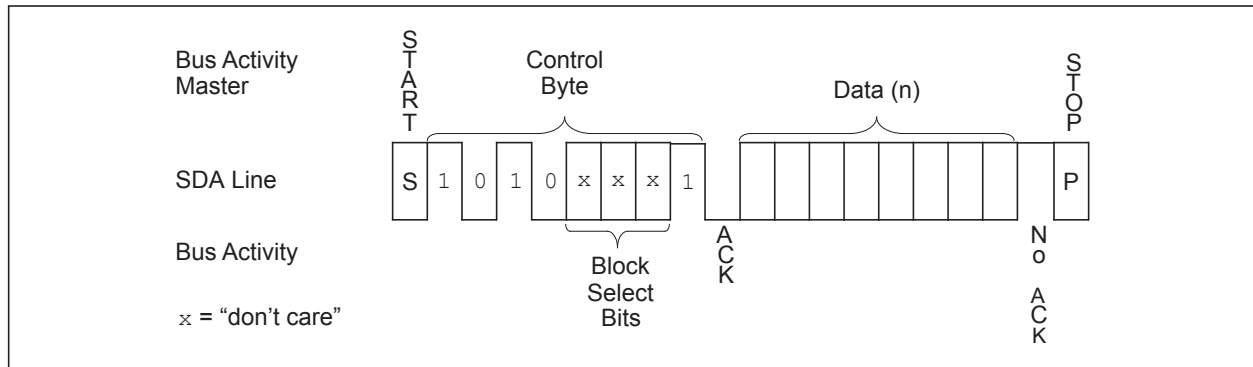 Bus Activity
Master
START
Control
Byte
Data (n)
STOP
SDA Line
S 1 0 1 0 x x x 1 P
Bus Activity
ACK
No ACK
Block
Select
Bits
x = “don’t care”